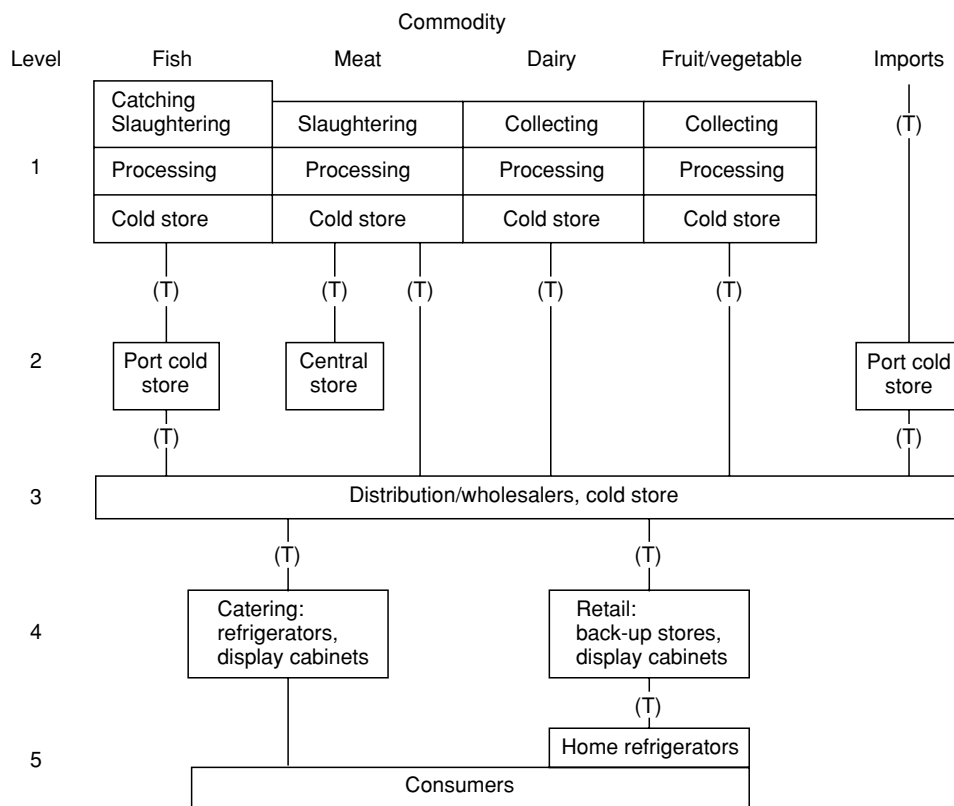 Commodity
Level Fish Meat Dairy Fruit/vegetable Imports
Catching
Slaughtering Slaughtering Collecting Collecting (T)
1 Processing Processing Processing Processing
Cold store Cold store Cold store Cold store
(T) (T) (T) (T) (T)
2 Port cold store
Central store
Port cold store
(T) (T)
3 Distribution/wholesalers, cold store
(T) (T)
4
Catering:
refrigerators,
display cabinets
Retail:
back-up stores,
display cabinets
(T)
Home refrigerators
5
Consumers